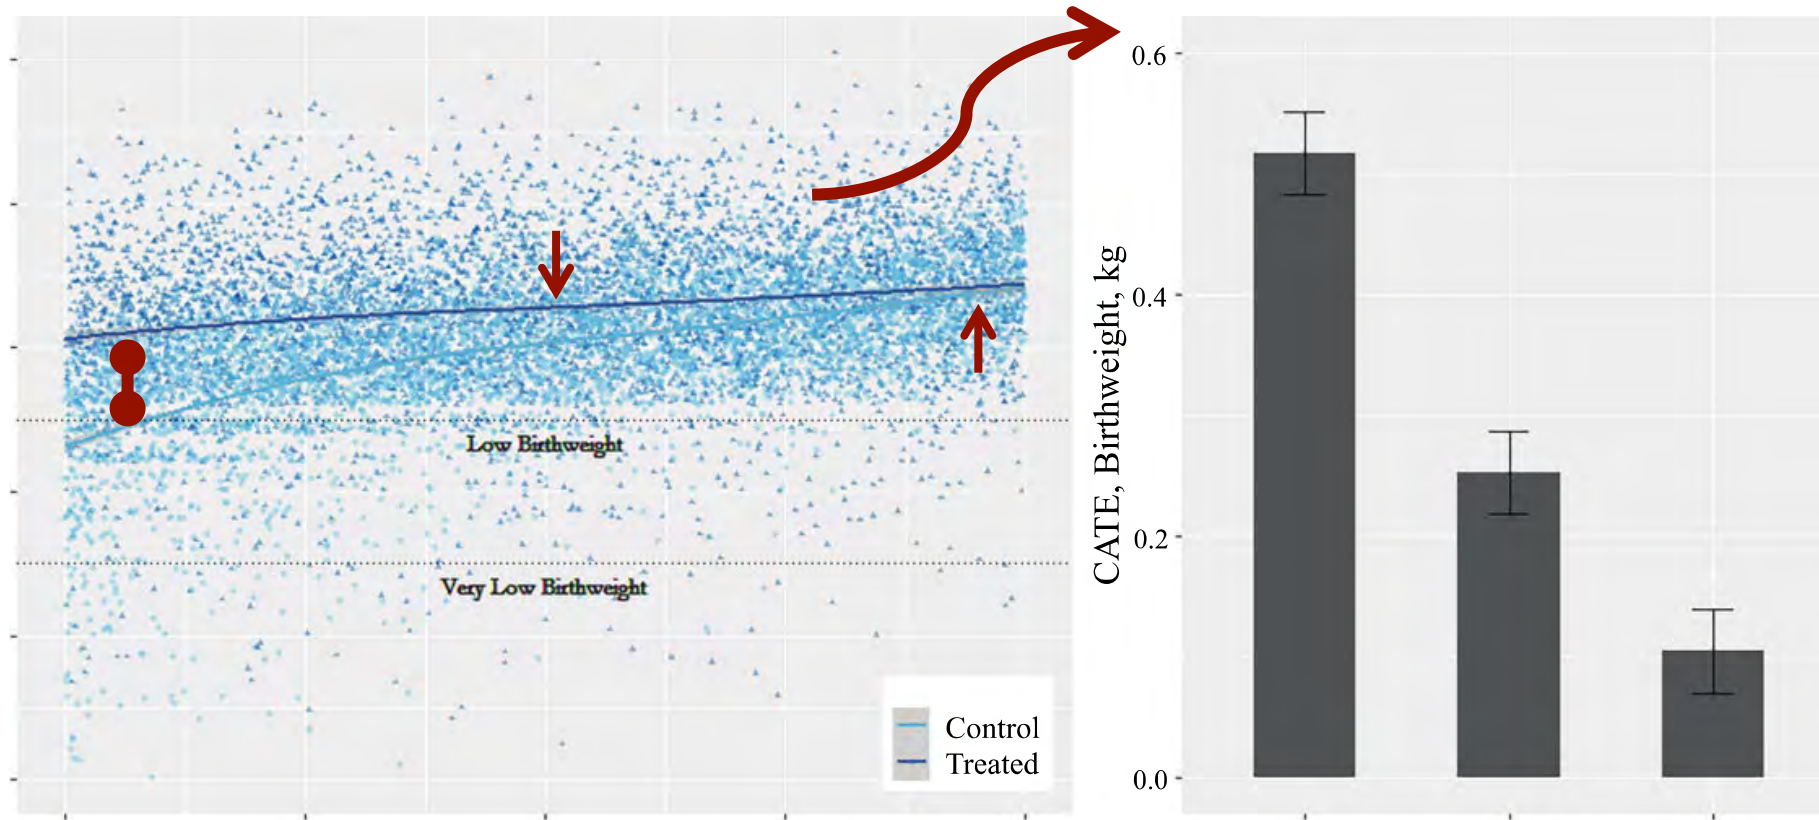 Low Birthweight
Very Low Birthweight
Control
Treated
CATE, Birthweight, kg
0.6
0.4
0.2
0.0